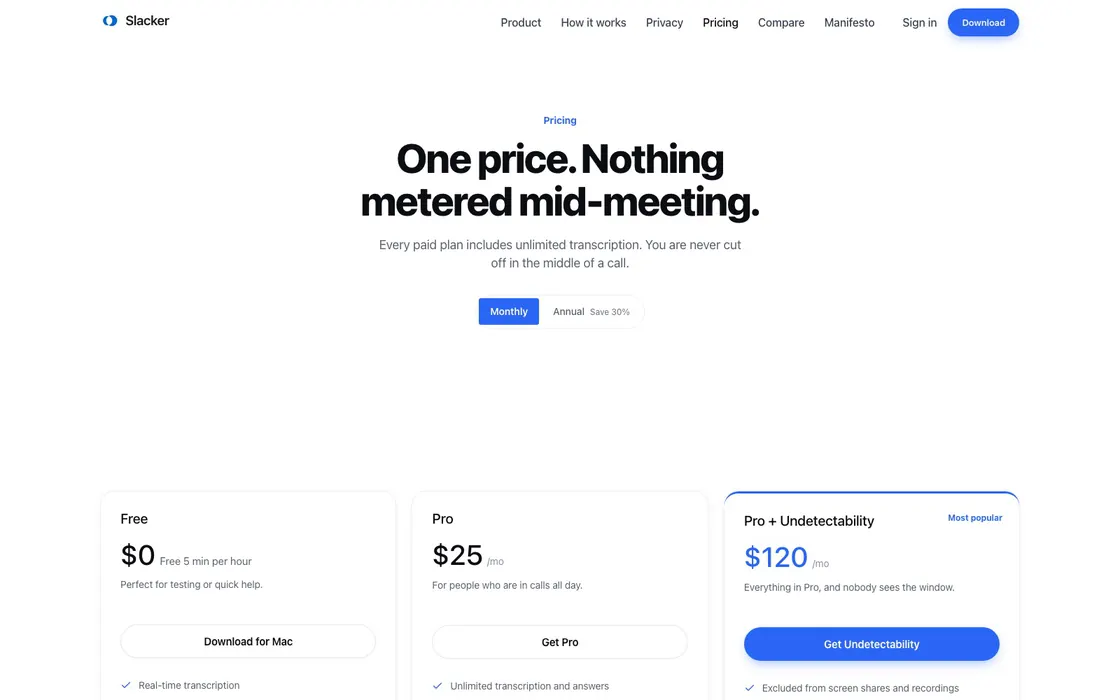 Slacker
Product How it works Privacy Pricing Compare Manifesto Sign in Download
Pricing
One price. Nothing
metered mid-meeting.
Every paid plan includes unlimited transcription. You are never cut
off in the middle of a call.
Monthly Annual Save 30%
Free
$0 Free 5 min per hour
Perfect for testing or quick help.
Download for Mac
Real-time transcription
Pro
$25 /mo
For people who are in calls all day.
Get Pro
Unlimited transcription and answers
Pro + Undetectability
Most popular
$120 /mo
Everything in Pro, and nobody sees the window.
Get Undetectability
Excluded from screen shares and recordings